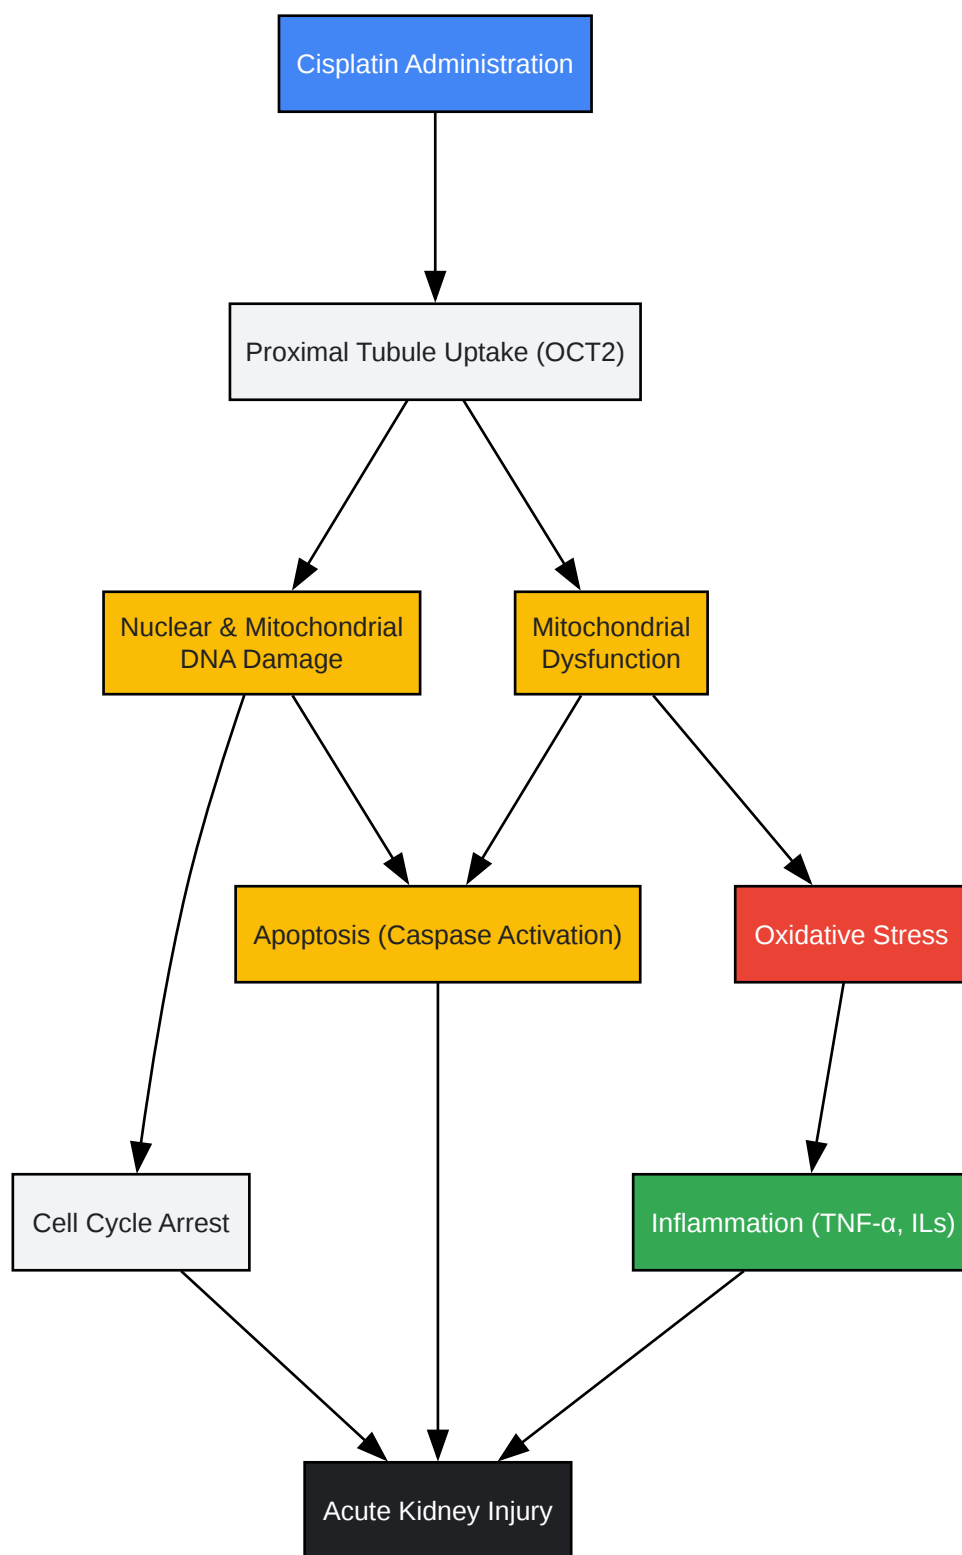 Cisplatin Administration
Proximal Tubule Uptake (OCT2)
Nuclear & Mitochondrial
DNA Damage
Mitochondrial
Dysfunction
Apoptosis (Caspase Activation)
Oxidative Stress
Cell Cycle Arrest
Inflammation (TNF-α, ILs)
Acute Kidney Injury